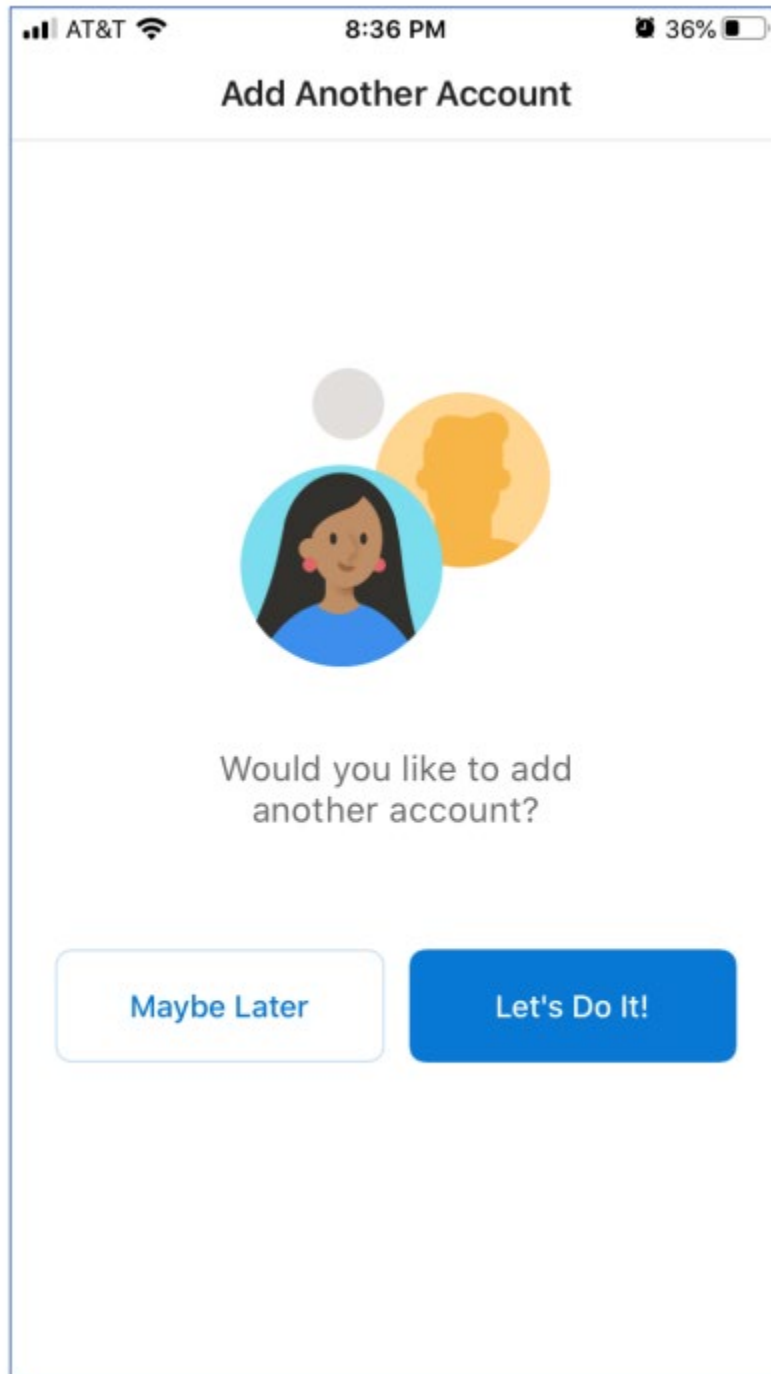 AT&T 8:36 PM 36%
Add Another Account
Would you like to add
another account?
Maybe Later Let's Do It!